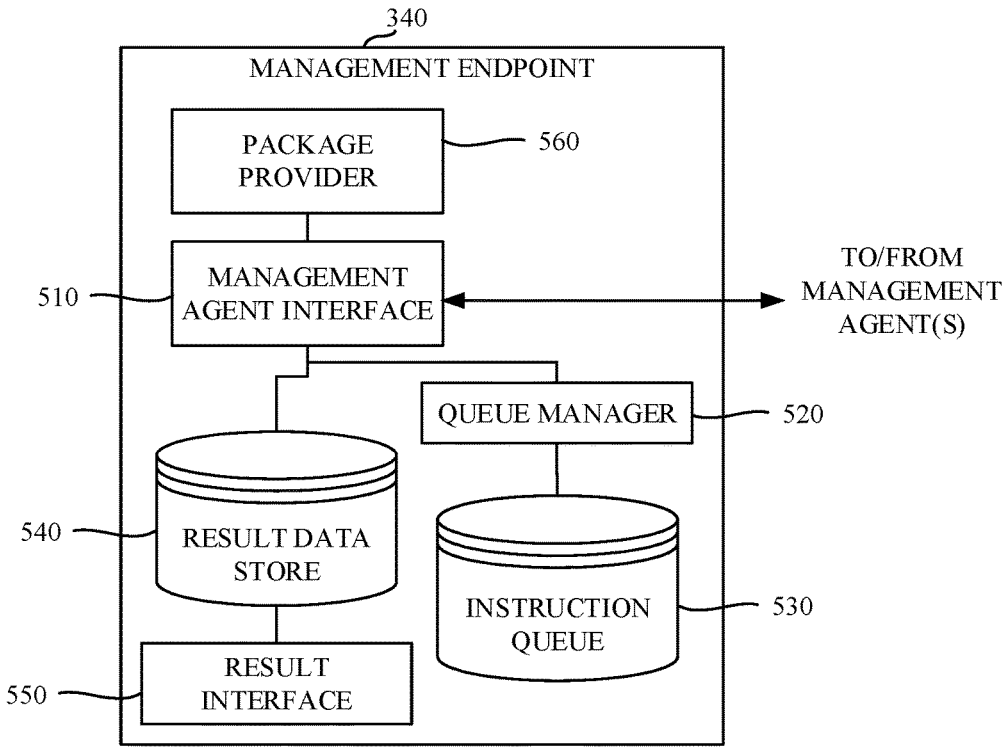 340
MANAGEMENT ENDPOINT
PACKAGE
PROVIDER
560
MANAGEMENT
AGENT INTERFACE
510
TO/FROM
MANAGEMENT
AGENT(S)
QUEUE MANAGER
520
540
RESULT DATA
STORE
INSTRUCTION
QUEUE
530
RESULT
INTERFACE
550